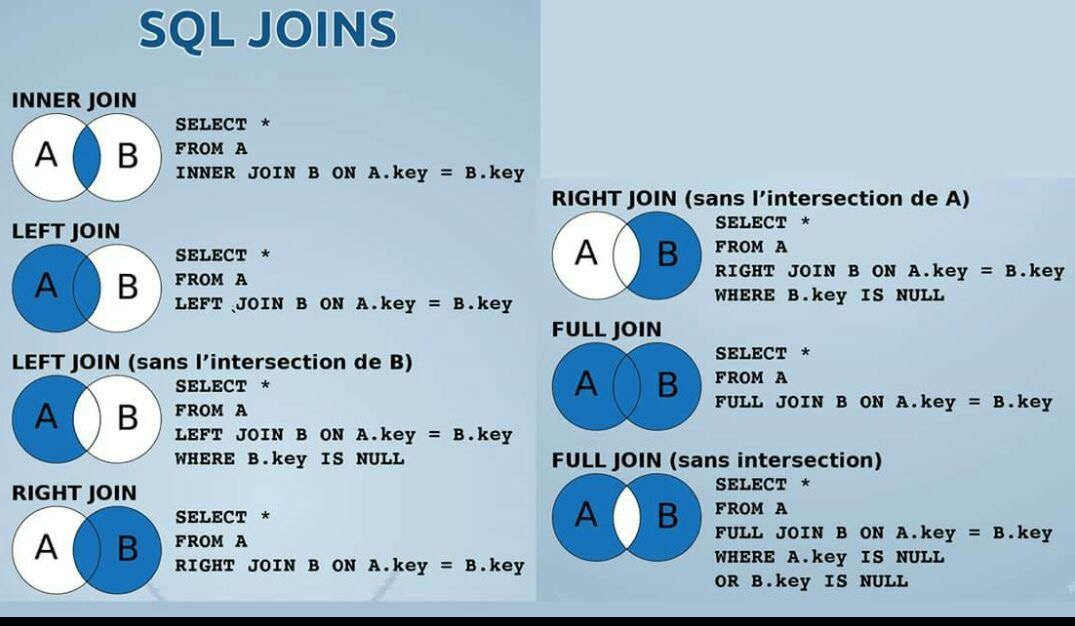 SQL JOINS
INNER JOIN
A B
SELECT *
FROM A
INNER JOIN B ON A.key = B.key
LEFT JOIN
A B
SELECT *
FROM A
LEFT JOIN B ON A.key = B.key
LEFT JOIN (sans l’intersection de B)
A B
SELECT *
FROM A
LEFT JOIN B ON A.key = B.key
WHERE B.key IS NULL
RIGHT JOIN
A B
SELECT *
FROM A
RIGHT JOIN B ON A.key = B.key
RIGHT JOIN (sans l’intersection de A)
A B
SELECT *
FROM A
RIGHT JOIN B ON A.key = B.key
WHERE B.key IS NULL
FULL JOIN
A B
SELECT *
FROM A
FULL JOIN B ON A.key = B.key
FULL JOIN (sans intersection)
A B
SELECT *
FROM A
FULL JOIN B ON A.key = B.key
WHERE A.key IS NULL
OR B.key IS NULL